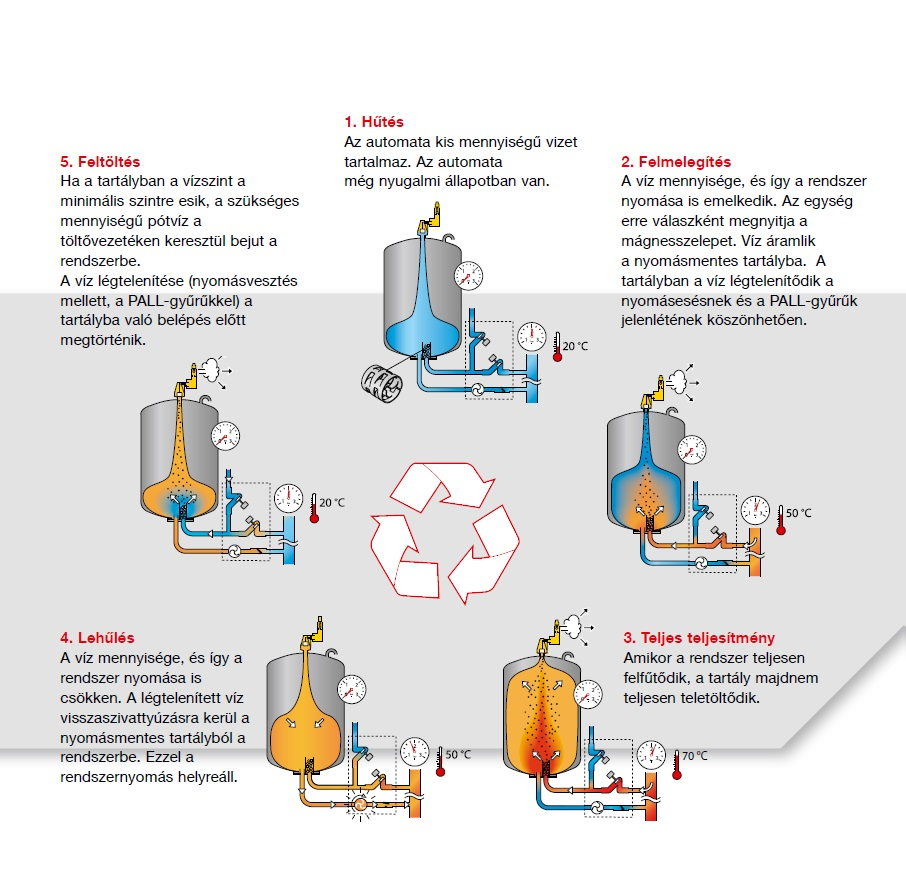 1. Hűtés
Az automata kis mennyiségű vizet
tartalmaz. Az automata
még nyugalmi állapotban van.
20 °C
2. Felmelegítés
A víz mennyisége, és így a rendszer
nyomása is emelkedik. Az egység
erre válaszként megnyitja a
mágnesszelepet. Víz áramlik
a nyomásmentes tartályba. A
tartályban a víz légtelenítődik a
nyomásesésnek és a PALL-gyűrűk
jelenlétének köszönhetően.
50 °C
3. Teljes teljesítmény
Amikor a rendszer teljesen
felfűtődik, a tartály majdnem
teljesen teletöltődik.
70 °C
4. Lehűlés
A víz mennyisége, és így a
rendszer nyomása is
csökken. A légtelenített víz
visszaszivattyúzásra kerül a
nyomásmentes tartályból a
rendszerbe. Ezzel a
rendszernyomás helyreáll.
50 °C
5. Feltöltés
Ha a tartályban a vízszint a
minimális szintre esik, a szükséges
mennyiségű pótvíz a
töltővezetéken keresztül bejut a
rendszerbe.
A víz légtelenítése (nyomásvesztés
mellett, a PALL-gyűrűkkel) a
tartályba való belépés előtt
megtörténik.
20 °C